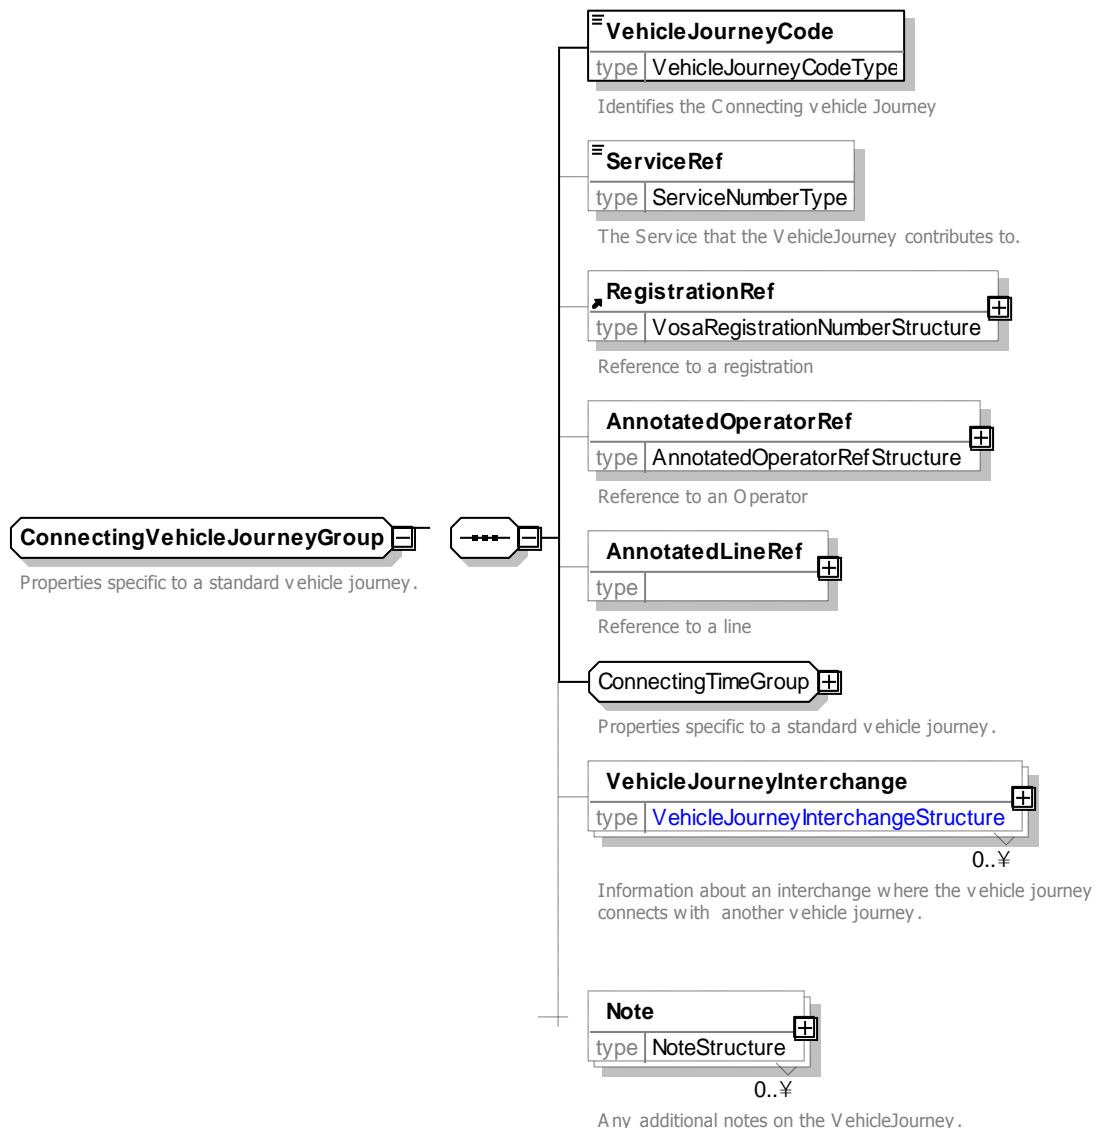 VehicleJourneyCode
type VehicleJourneyCodeType
Identifies the Connecting vehicle Journey
ServiceRef
type ServiceNumberType
The Service that the VehicleJourney contributes to.
RegistrationRef
type VosaRegistrationNumberStructure
Reference to a registration
AnnotatedOperatorRef
type AnnotatedOperatorRefStructure
Reference to an Operator
ConnectingVehicleJourneyGroup
Properties specific to a standard vehicle journey.
AnnotatedLineRef
type
Reference to a line
ConnectingTimeGroup
Properties specific to a standard vehicle journey.
VehicleJourneyInterchange
type VehicleJourneyInterchangeStructure
0..¥
Information about an interchange where the vehicle journey
connects with another vehicle journey.
Note
type NoteStructure
0..¥
Any additional notes on the VehicleJourney.